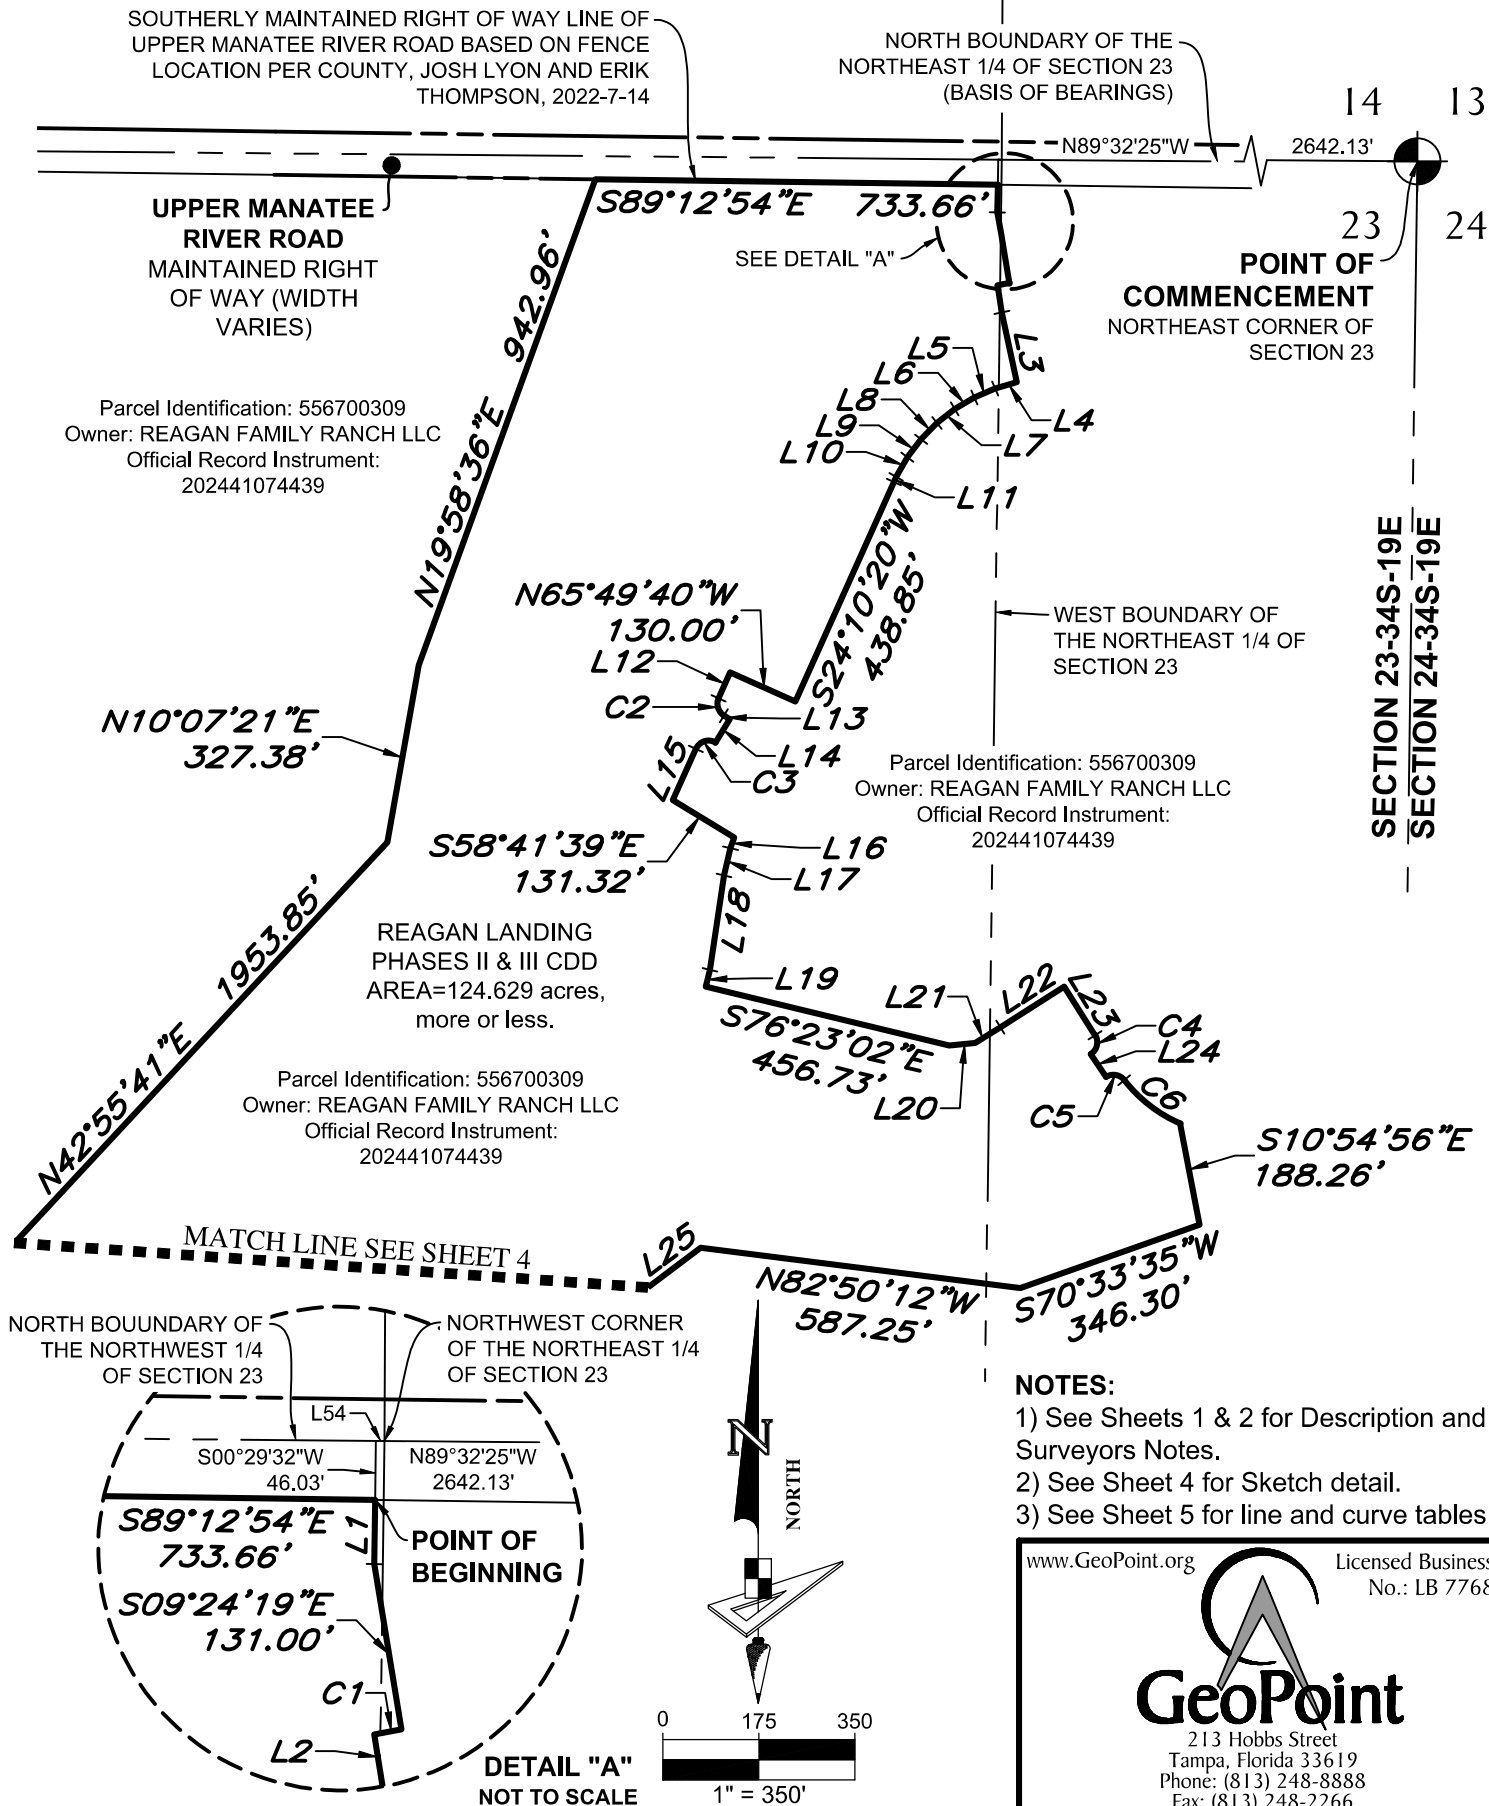 SOUTHERLY MAINTAINED RIGHT OF WAY LINE OF
UPPER MANATEE RIVER ROAD BASED ON FENCE
LOCATION PER COUNTY, JOSH LYON AND ERIK
THOMPSON, 2022-7-14
NORTH BOUNDARY OF THE
NORTHEAST 1/4 OF SECTION 23
(BASIS OF BEARINGS)
14
13
N89°32'25"W
2642.13'
23
24
UPPER MANATEE
RIVER ROAD
MAINTAINED RIGHT
OF WAY (WIDTH
VARIES)
S89°12'54"E 733.66'
SEE DETAIL "A"
POINT OF
COMMENCEMENT
NORTHEAST CORNER OF
SECTION 23
N19°58'36"E 942.96'
L3
L5
L6
L8
L9
L10
L4
L7
L11
Parcel Identification: 556700309
Owner: REAGAN FAMILY RANCH LLC
Official Record Instrument:
202441074439
S24°10'20"W
438.85'
SECTION 23-34S-19E
SECTION 24-34S-19E
N65°49'40"W
130.00'
WEST BOUNDARY OF
THE NORTHEAST 1/4 OF
SECTION 23
L12
C2
L13
L14
L15
C3
N10°07'21"E
327.38'
Parcel Identification: 556700309
Owner: REAGAN FAMILY RANCH LLC
Official Record Instrument:
202441074439
S58°41'39"E
131.32'
L16
L17
L18
L19
REAGAN LANDING
PHASES II & III CDD
AREA=124.629 acres,
more or less.
N42°55'41"E 1953.85'
S76°23'02"E
456.73'
L20
L21
L22
L23
C4
L24
C5
C6
Parcel Identification: 556700309
Owner: REAGAN FAMILY RANCH LLC
Official Record Instrument:
202441074439
S10°54'56"E
188.26'
MATCH LINE SEE SHEET 4
L25
N82°50'12"W
587.25'
S70°33'35"W
346.30'
NORTH BOUUNDARY OF
THE NORTHWEST 1/4
OF SECTION 23
NORTHWEST CORNER
OF THE NORTHEAST 1/4
OF SECTION 23
L54
S00°29'32"W
46.03'
N89°32'25"W
2642.13'
S89°12'54"E
733.66'
L1
POINT OF
BEGINNING
S09°24'19"E
131.00'
C1
L2
DETAIL "A"
NOT TO SCALE
N
NORTH
0 175 350
1" = 350'
NOTES:
1) See Sheets 1 & 2 for Description and
Surveyors Notes.
2) See Sheet 4 for Sketch detail.
3) See Sheet 5 for line and curve tables
www.GeoPoint.org
Licensed Business
No.: LB 7768
GeoPoint
213 Hobbs Street
Tampa, Florida 33619
Phone: (813) 248-8888
Fax: (813) 248-2266